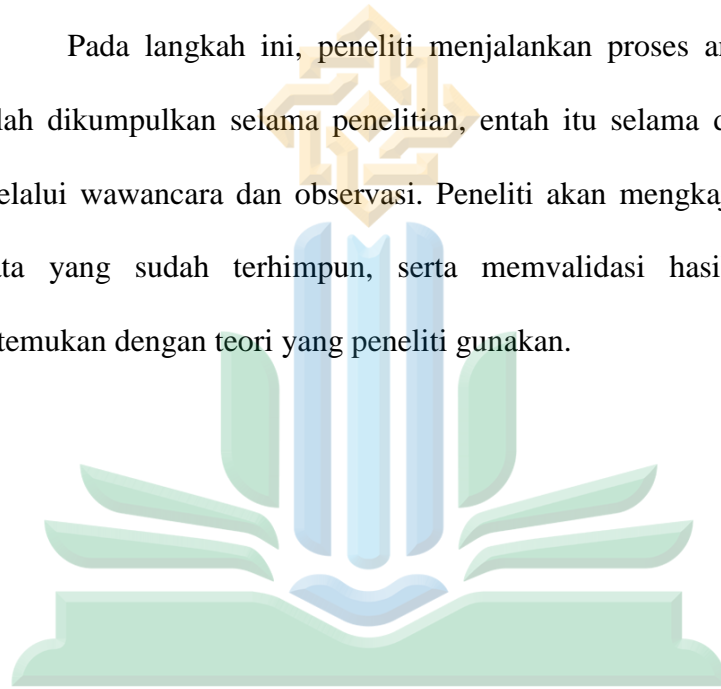 Pada langkah ini, peneliti menjalankan proses
dikumpulkan selama penelitian, entah itu selama
wawancara dan observasi. Peneliti akan
yang sudah terhimpun, serta memvalidasi
dengan teori yang peneliti gunakan.